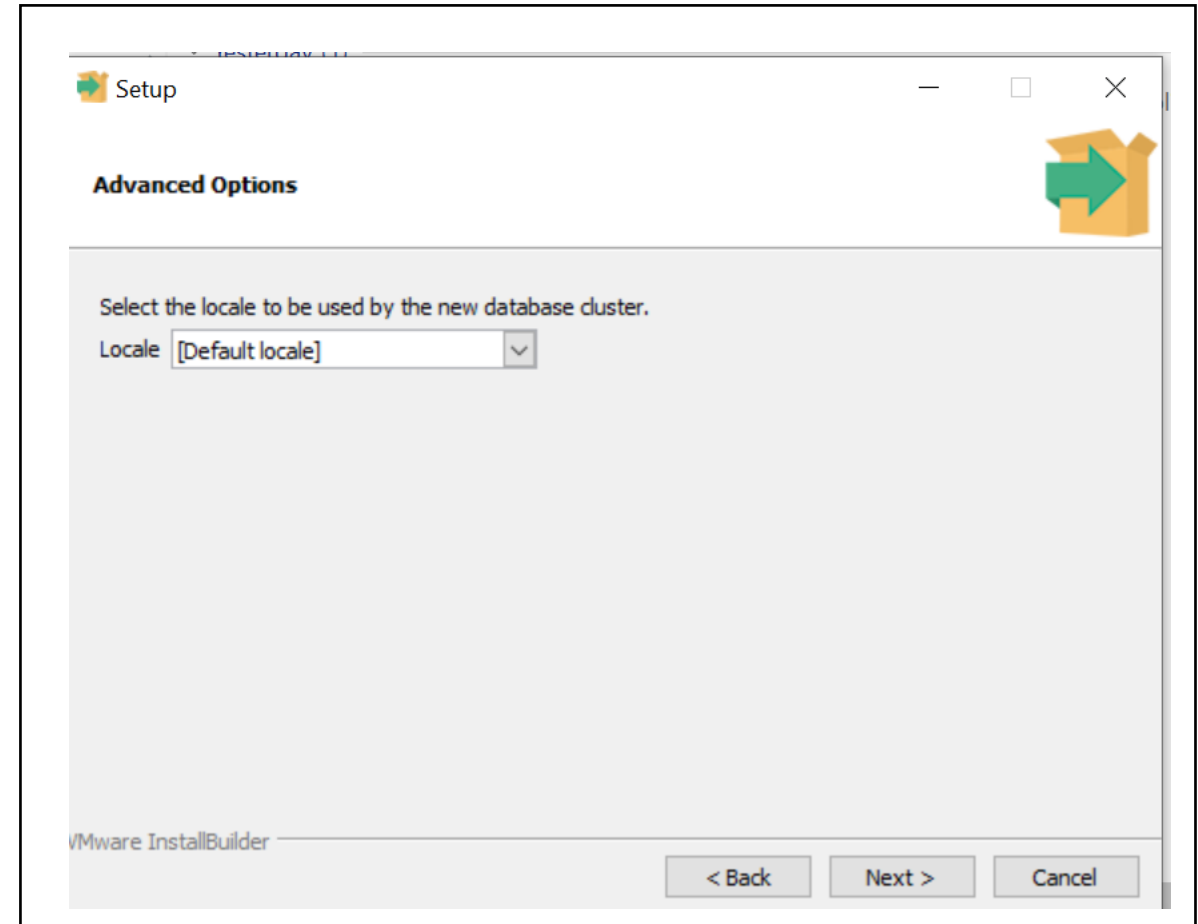 Setup
Advanced Options
Select the locale to be used by the new database cluster.
Locale [Default locale]
VMware InstallBuilder
< Back Next > Cancel